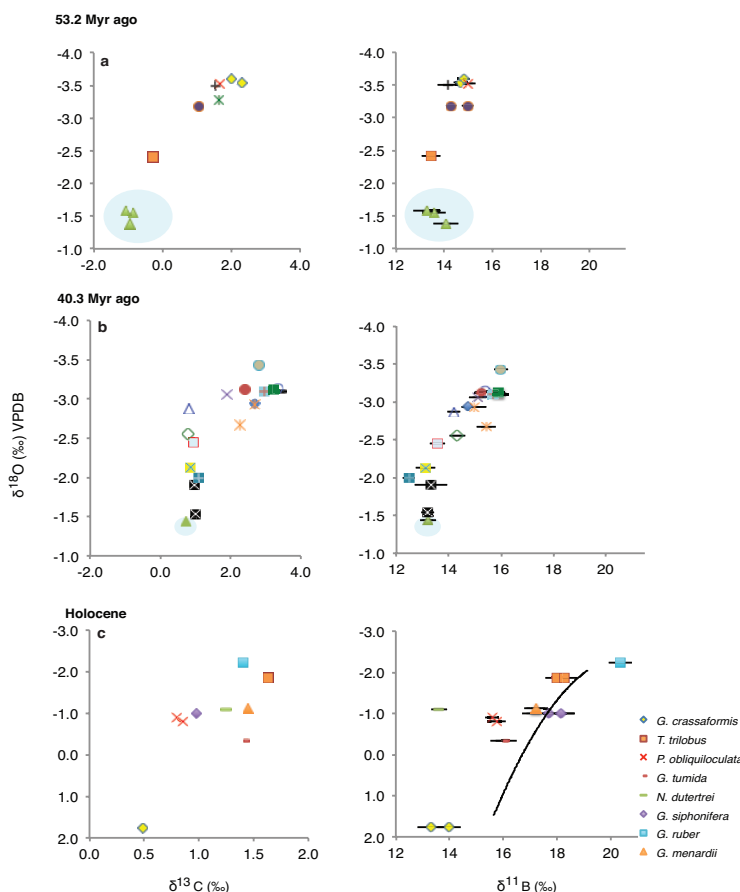 53.2 Myr ago
a
-4.0
-3.5
-3.0
-2.5
-2.0
-1.5
-1.0
-2.0 0.0 2.0 4.0
-4.0
-3.5
-3.0
-2.5
-2.0
-1.5
-1.0
12 14 16 18 20
40.3 Myr ago
b
-4.0
-3.5
-3.0
-2.5
-2.0
-1.5
-1.0
-2.0 0.0 2.0 4.0
-4.0
-3.5
-3.0
-2.5
-2.0
-1.5
-1.0
12 14 16 18 20
δ18O (‰) VPDB
Holocene
c
-3.0
-2.0
-1.0
0.0
1.0
2.0
0.0 0.5 1.0 1.5 2.0
δ13C (‰)
-3.0
-2.0
-1.0
0.0
1.0
2.0
12 14 16 18 20
δ11B (‰)
G. crassaformis
T. trilobus
P. obliquiloculata
G. tumida
N. dutertrei
G. siphonifera
G. ruber
G. menardii